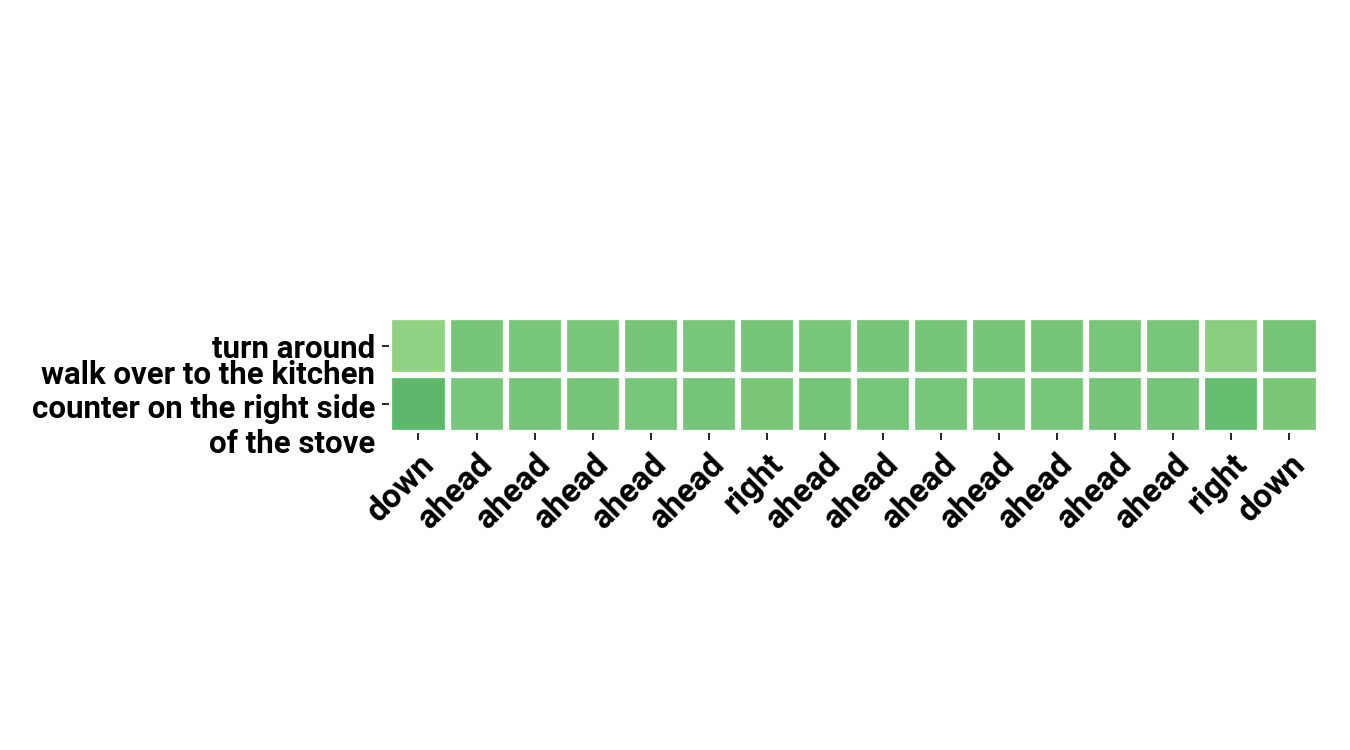 turn around
walk over to the kitchen
counter on the right side
of the stove
down
ahead
ahead
ahead
ahead
ahead
right
ahead
ahead
ahead
ahead
ahead
ahead
ahead
right
down